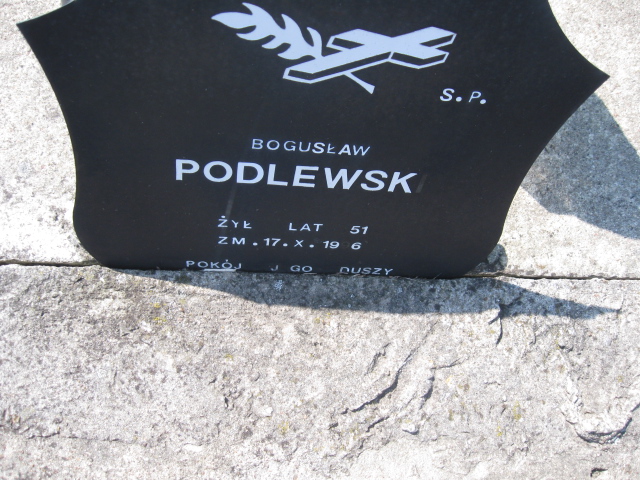 Ś.P.
BOGUSŁAW
PODLEWSK
ŻYŁ LAT 51
ZM.17.X.19 6
POKÓJ J GO DUSZY